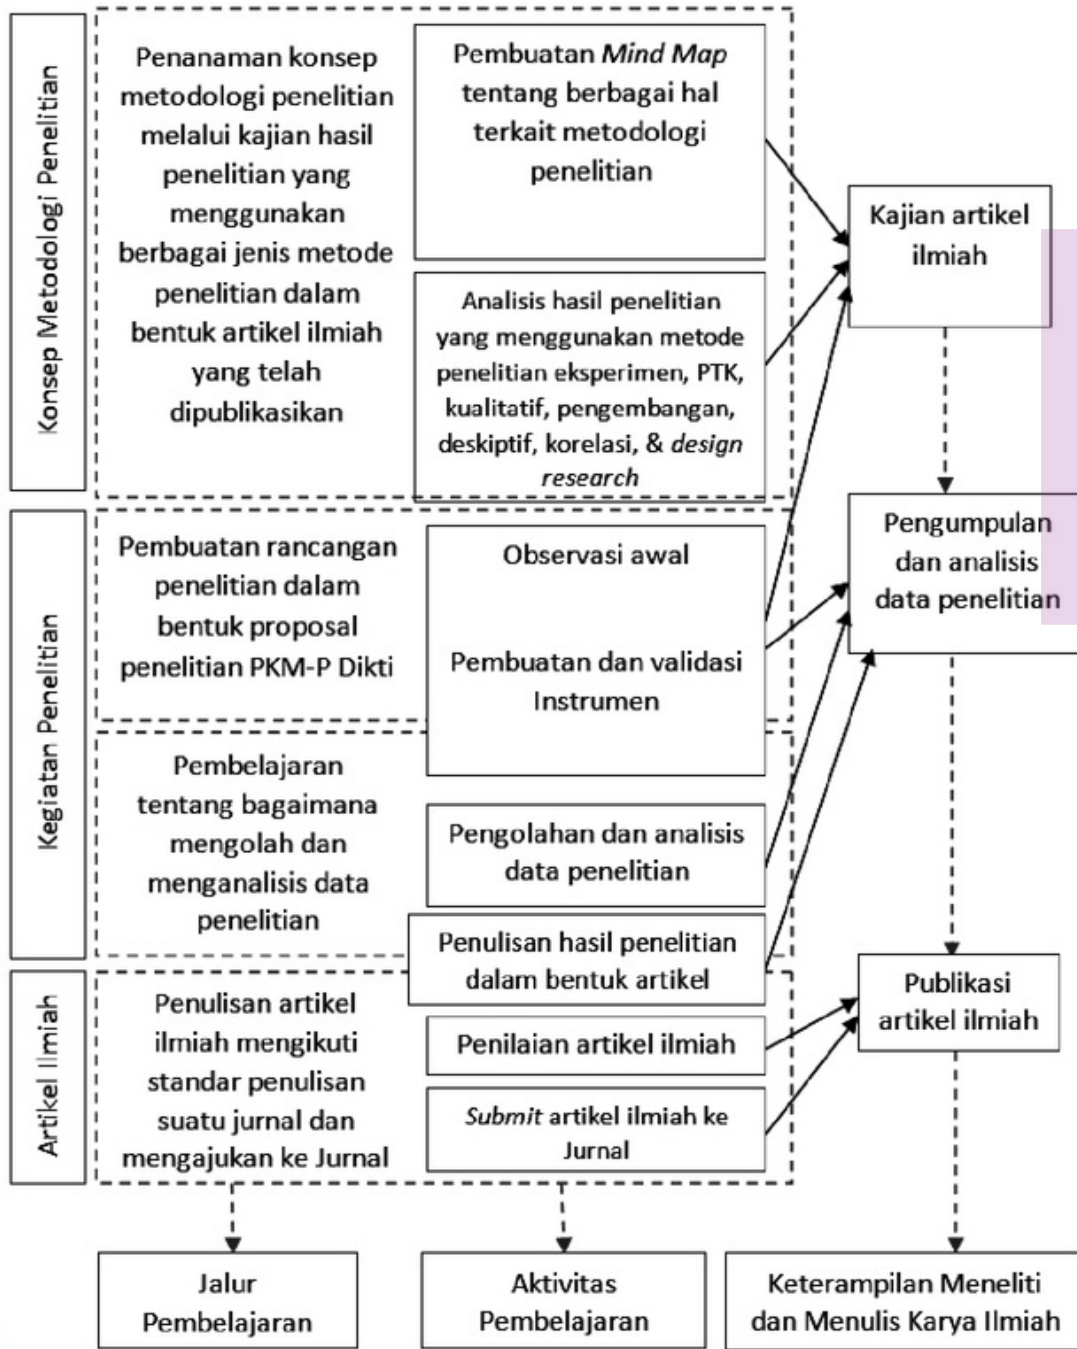 Konsep Metodologi Penelitian
Penanaman konsep
metodologi penelitian
melalui kajian hasil
penelitian yang
menggunakan
berbagai jenis metode
penelitian dalam
bentuk artikel ilmiah
yang telah
dipublikasikan
Pembuatan Mind Map
tentang berbagai hal
terkait metodologi
penelitian
Analisis hasil penelitian
yang menggunakan metode
penelitian eksperimen, PTK,
kualitatif, pengembangan,
deskiptif, korelasi, & design
research
Kajian artikel
ilmiah
Kegiatan Penelitian
Pembuatan rancangan
penelitian dalam
bentuk proposal
penelitian PKM-P Dikti
Observasi awal
Pembuatan dan validasi
Instrumen
Pengumpulan
dan analisis
data penelitian
Pembelajaran
tentang bagaimana
mengolah dan
menganalisis data
penelitian
Pengolahan dan analisis
data penelitian
Penulisan hasil penelitian
dalam bentuk artikel
Artikel Ilmiah
Penulisan artikel
ilmiah mengikuti
standar penulisan
suatu jurnal dan
mengajukan ke Jurnal
Penilaian artikel ilmiah
Submit artikel ilmiah ke
Jurnal
Publikasi
artikel ilmiah
Jalur
Pembelajaran
Aktivitas
Pembelajaran
Keterampilan Meneliti
dan Menulis Karya Ilmiah